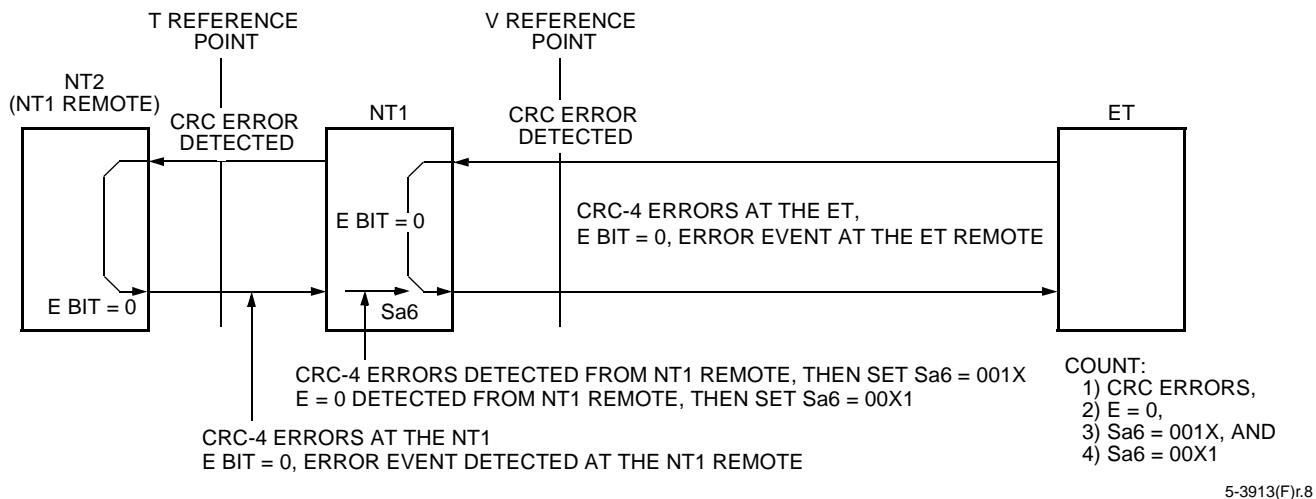 T REFERENCE
POINT
V REFERENCE
POINT
NT2
(NT1 REMOTE)
CRC ERROR
DETECTED
NT1
CRC ERROR
DETECTED
ET
E BIT = 0
CRC-4 ERRORS AT THE ET,
E BIT = 0, ERROR EVENT AT THE ET REMOTE
E BIT = 0
Sa6
CRC-4 ERRORS DETECTED FROM NT1 REMOTE, THEN SET Sa6 = 001X
E = 0 DETECTED FROM NT1 REMOTE, THEN SET Sa6 = 00X1
CRC-4 ERRORS AT THE NT1
E BIT = 0, ERROR EVENT DETECTED AT THE NT1 REMOTE
COUNT:
1) CRC ERRORS,
2) E = 0,
3) Sa6 = 001X, AND
4) Sa6 = 00X1
5-3913(F)r.8